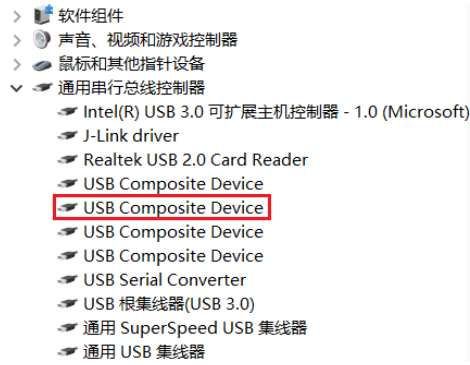 软件组件
声音、视频和游戏控制器
鼠标和其他指针设备
通用串行总线控制器
Intel(R) USB 3.0 可扩展主机控制器 - 1.0 (Microsoft)
J-Link driver
Realtek USB 2.0 Card Reader
USB Composite Device
USB Composite Device
USB Composite Device
USB Composite Device
USB Serial Converter
USB 根集线器(USB 3.0)
通用 SuperSpeed USB 集线器
通用 USB 集线器